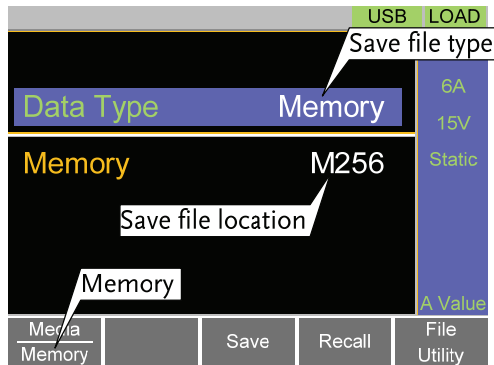 USB LOAD
Save file type
6A
Data Type Memory
15V
Memory M256
Static
Save file location
Memory
A Value
Media
Memory
Save
Recall
File
Utility